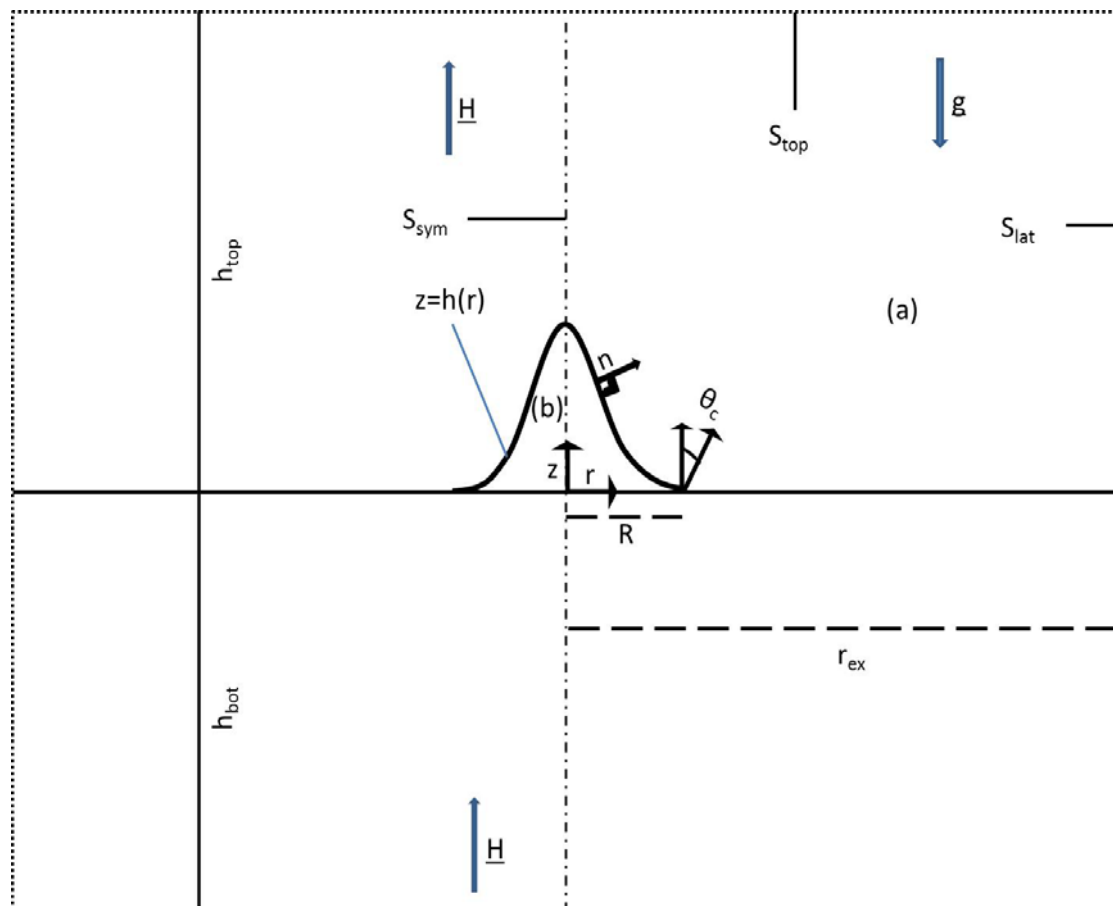 H
g
S_top
S_sym
S_lat
h_top
z=h(r)
(a)
n
(b)
θ_c
z
r
R
r_ex
h_bot
H